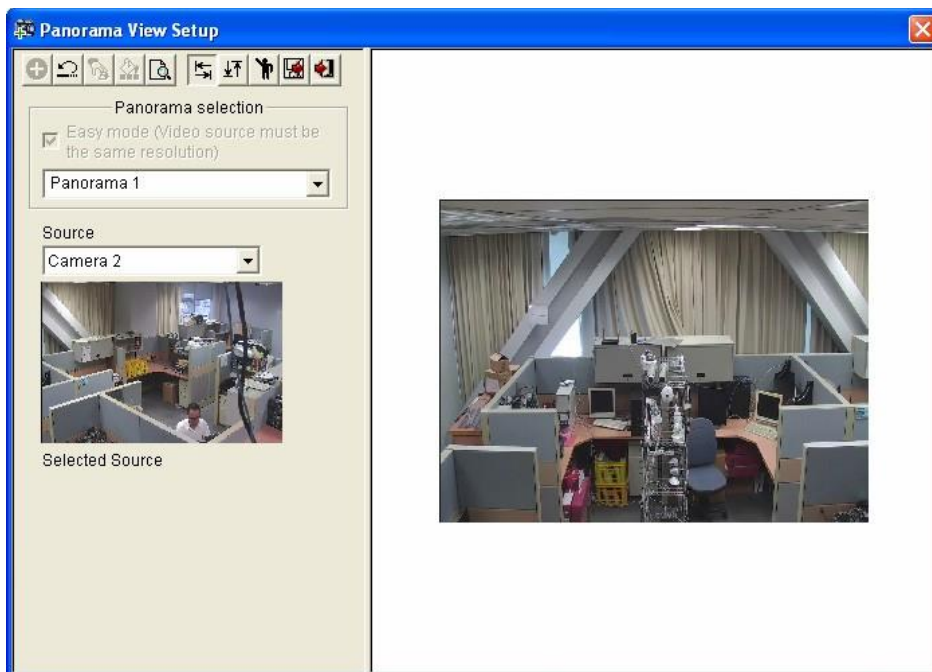 Panorama View Setup
Panorama selection
Easy mode (Video source must be
the same resolution)
Panorama 1
Source
Camera 2
Selected Source